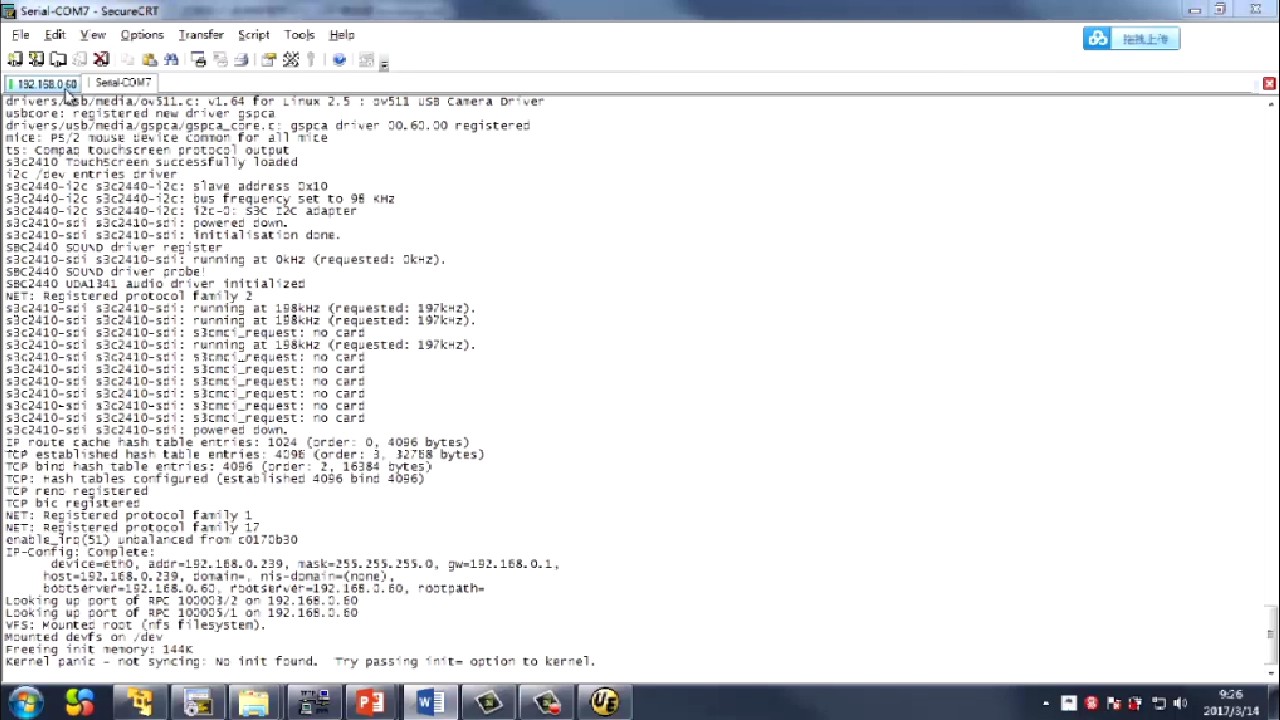 Serial-COM7 - SecureCRT
File Edit View Options Transfer Script Tools Help
拖拽上传
192.168.0.60
Serial-COM7
drivers/usb/media/ov511.c: v1.64 for Linux 2.5 : ov511 USB Camera Driver
usbcore: registered new driver gspca
drivers/usb/media/gspca/gspca_core.c: gspca driver 00.60.00 registered
mice: PS/2 mouse device common for all mice
ts: Compaq touchscreen protocol output
s3c2410 TouchScreen successfully loaded
i2c /dev entries driver
s3c2440-i2c s3c2440-i2c: slave address 0x10
s3c2440-i2c s3c2440-i2c: bus frequency set to 98 KHz
s3c2440-i2c s3c2440-i2c: i2c-0: S3C I2C adapter
s3c2410-sdi s3c2410-sdi: powered down.
s3c2410-sdi s3c2410-sdi: initialisation done.
SBC2440 SOUND driver register
s3c2410-sdi s3c2410-sdi: running at 0kHz (requested: 0kHz).
SBC2440 SOUND driver probe!
SBC2440 UDA1341 audio driver initialized
NET: Registered protocol family 2
s3c2410-sdi s3c2410-sdi: running at 198kHz (requested: 197kHz).
s3c2410-sdi s3c2410-sdi: running at 198kHz (requested: 197kHz).
s3c2410-sdi s3c2410-sdi: s3cmci_request: no card
s3c2410-sdi s3c2410-sdi: running at 198kHz (requested: 197kHz).
s3c2410-sdi s3c2410-sdi: s3cmci_request: no card
s3c2410-sdi s3c2410-sdi: s3cmci_request: no card
s3c2410-sdi s3c2410-sdi: s3cmci_request: no card
s3c2410-sdi s3c2410-sdi: s3cmci_request: no card
s3c2410-sdi s3c2410-sdi: s3cmci_request: no card
s3c2410-sdi s3c2410-sdi: s3cmci_request: no card
s3c2410-sdi s3c2410-sdi: powered down.
IP route cache hash table entries: 1024 (order: 0, 4096 bytes)
TCP established hash table entries: 4096 (order: 3, 32768 bytes)
TCP bind hash table entries: 4096 (order: 2, 16384 bytes)
TCP: Hash tables configured (established 4096 bind 4096)
TCP reno registered
TCP bic registered
NET: Registered protocol family 1
NET: Registered protocol family 17
enable_irq(51) unbalanced from c0170b30
IP-Config: Complete:
device=eth0, addr=192.168.0.239, mask=255.255.255.0, gw=192.168.0.1,
host=192.168.0.239, domain=, nis-domain=(none),
bootserver=192.168.0.60, rootserver=192.168.0.60, rootpath=
Looking up port of RPC 100003/2 on 192.168.0.60
Looking up port of RPC 100005/1 on 192.168.0.60
VFS: Mounted root (nfs filesystem).
Mounted devfs on /dev
Freeing init memory: 144K
Kernel panic - not syncing: No init found.  Try passing init= option to kernel.
9:26
2017/3/14